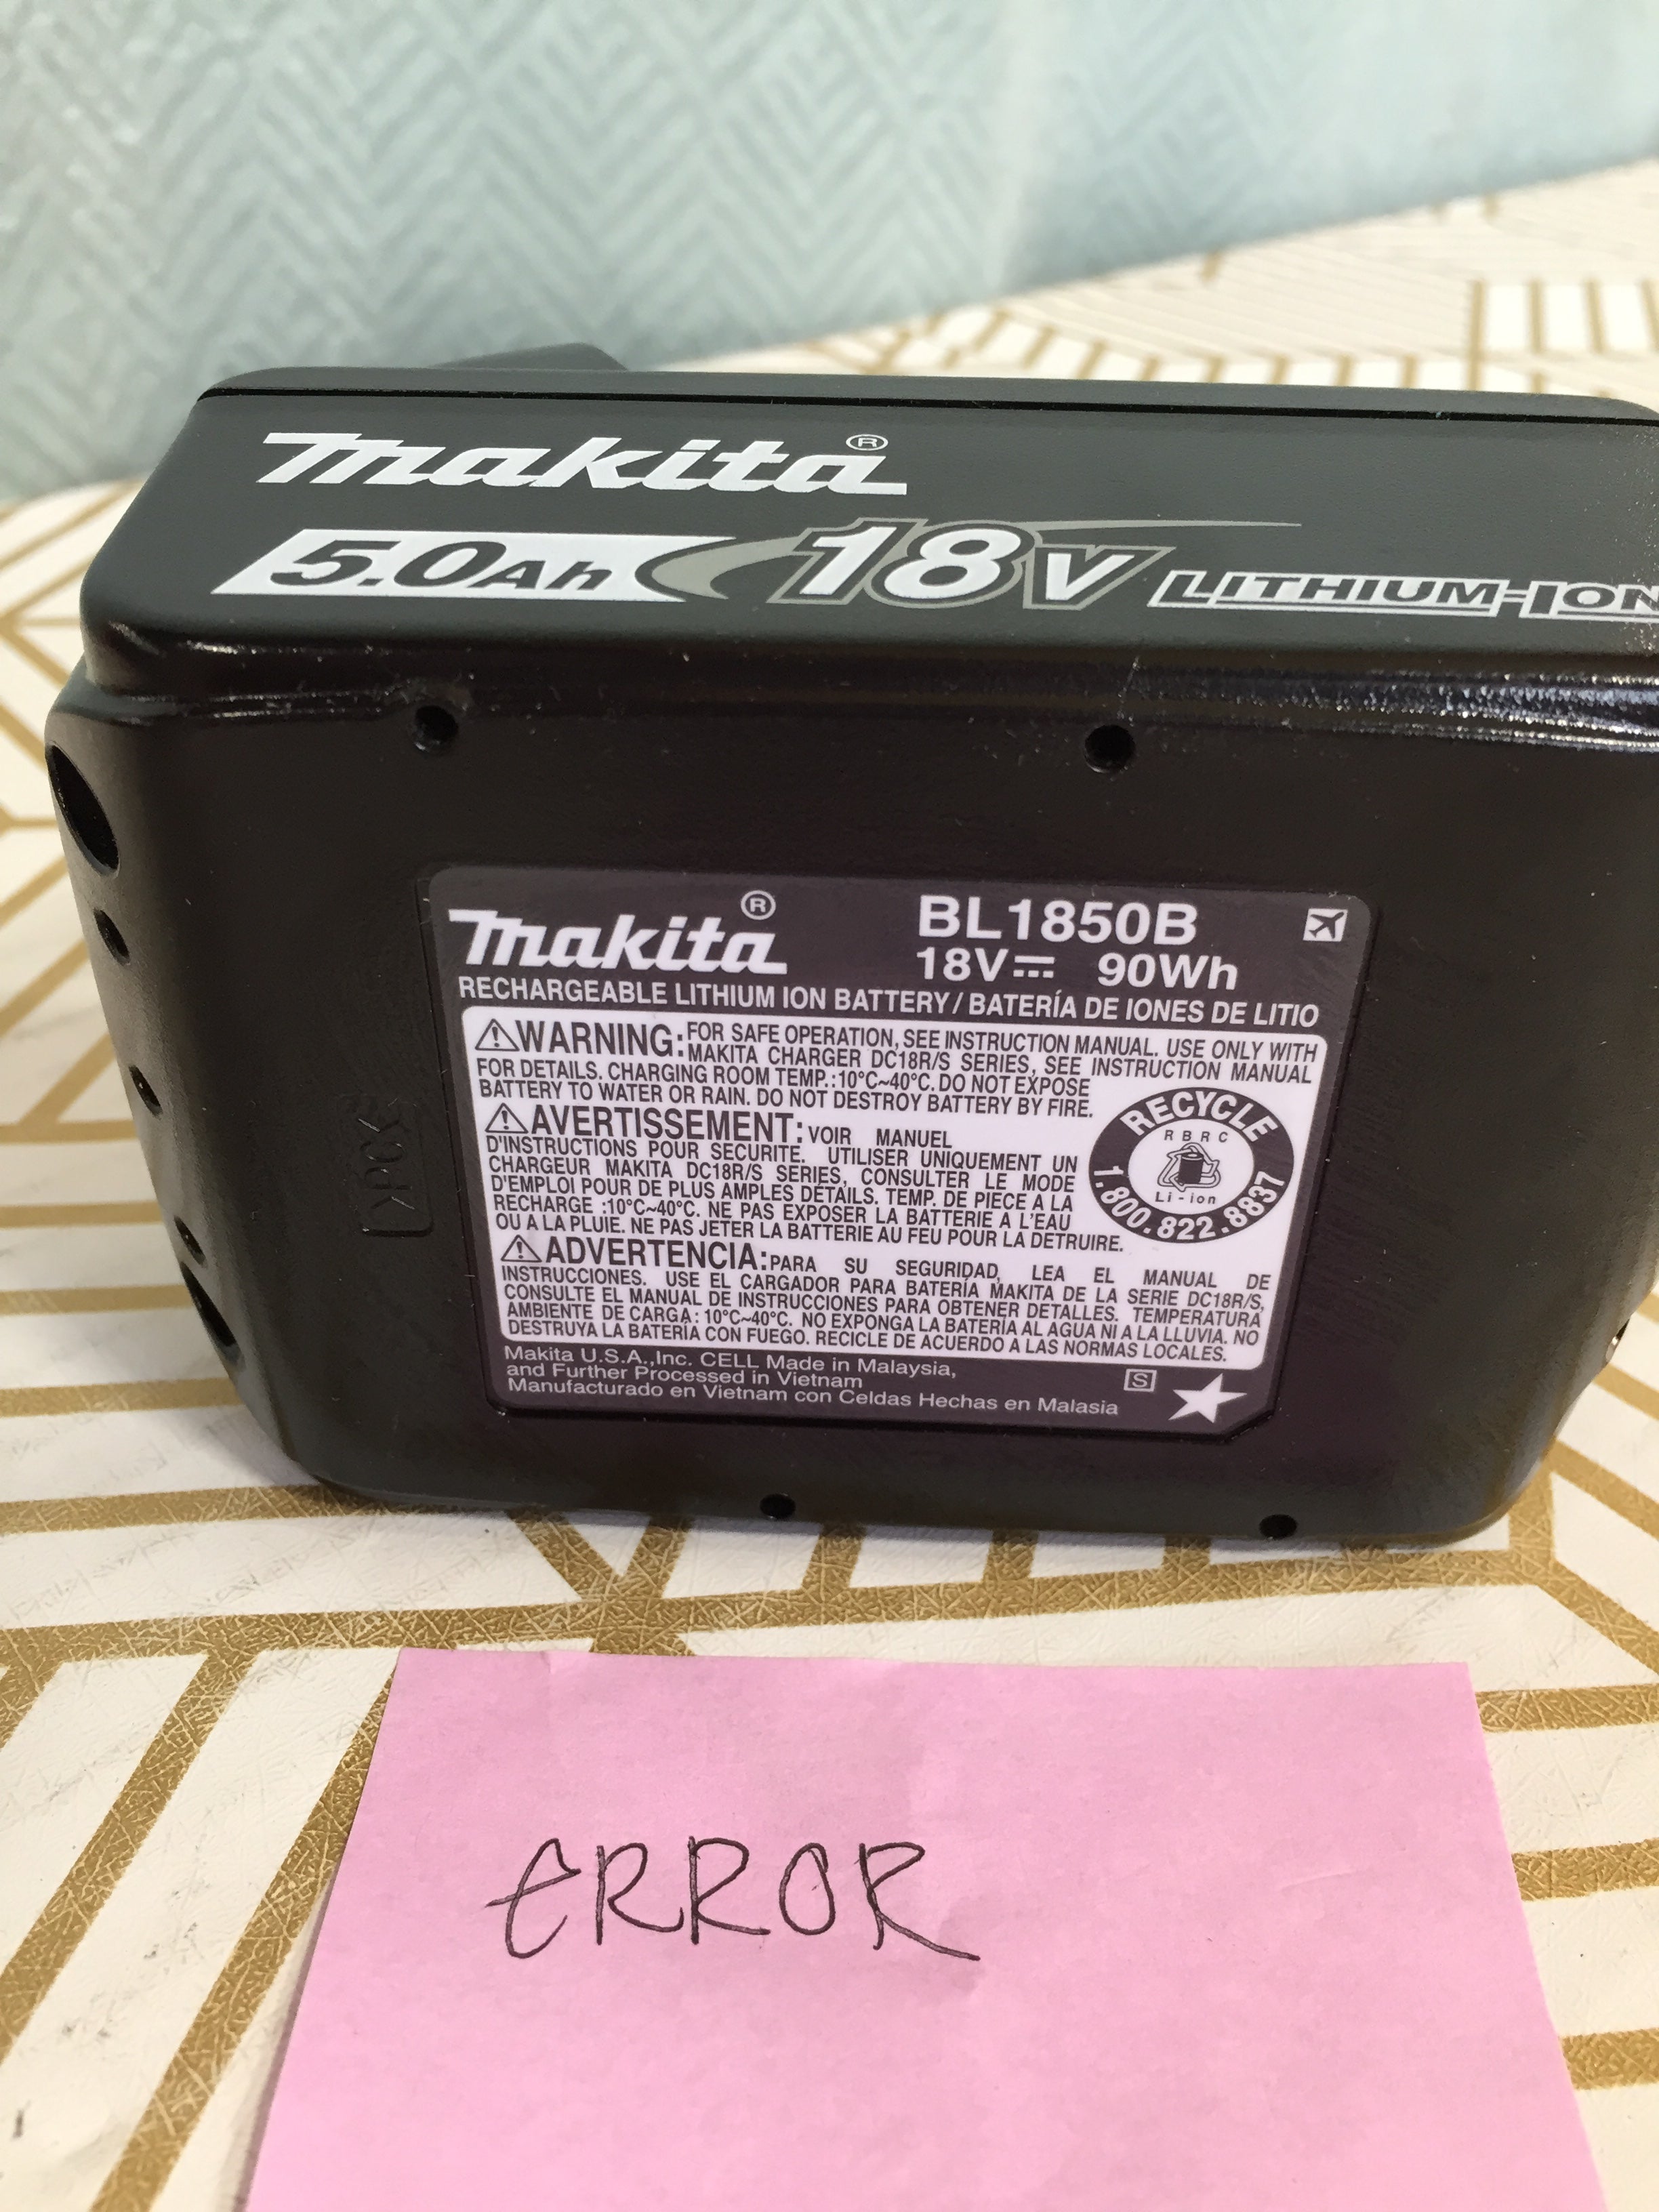 makita®
5.0Ah 18V LITHIUM-ION
makita® BL1850B
18V 90Wh
RECHARGEABLE LITHIUM ION BATTERY / BATERÍA DE IONES DE LITIO
WARNING: FOR SAFE OPERATION, SEE INSTRUCTION MANUAL. USE ONLY WITH
MAKITA CHARGER DC18R/S SERIES, SEE INSTRUCTION MANUAL
FOR DETAILS. CHARGING ROOM TEMP.:10°C~40°C. DO NOT EXPOSE
BATTERY TO WATER OR RAIN. DO NOT DESTROY BATTERY BY FIRE.
AVERTISSEMENT: VOIR MANUEL
D'INSTRUCTIONS POUR SECURITE. UTILISER UNIQUEMENT UN
CHARGEUR MAKITA DC18R/S SERIES, CONSULTER LE MODE
D'EMPLOI POUR DE PLUS AMPLES DÉTAILS. TEMP. DE PIECE A LA
RECHARGE :10°C~40°C. NE PAS EXPOSER LA BATTERIE A L'EAU
OU A LA PLUIE. NE PAS JETER LA BATTERIE AU FEU POUR LA DETRUIRE.
RECYCLE
RBRC
Li-ion
1.800.822.8837
ADVERTENCIA: PARA SU SEGURIDAD, LEA EL MANUAL DE
INSTRUCCIONES. USE EL CARGADOR PARA BATERÍA MAKITA DE LA SERIE DC18R/S,
CONSULTE EL MANUAL DE INSTRUCCIONES PARA OBTENER DETALLES. TEMPERATURA
AMBIENTE DE CARGA: 10°C~40°C. NO EXPONGA LA BATERÍA AL AGUA NI A LA LLUVIA. NO
DESTRUYA LA BATERÍA CON FUEGO. RECICLE DE ACUERDO A LAS NORMAS LOCALES.
Makita U.S.A.,Inc. CELL Made in Malaysia,
and Further Processed in Vietnam
Manufacturado en Vietnam con Celdas Hechas en Malasia
S
eRROR